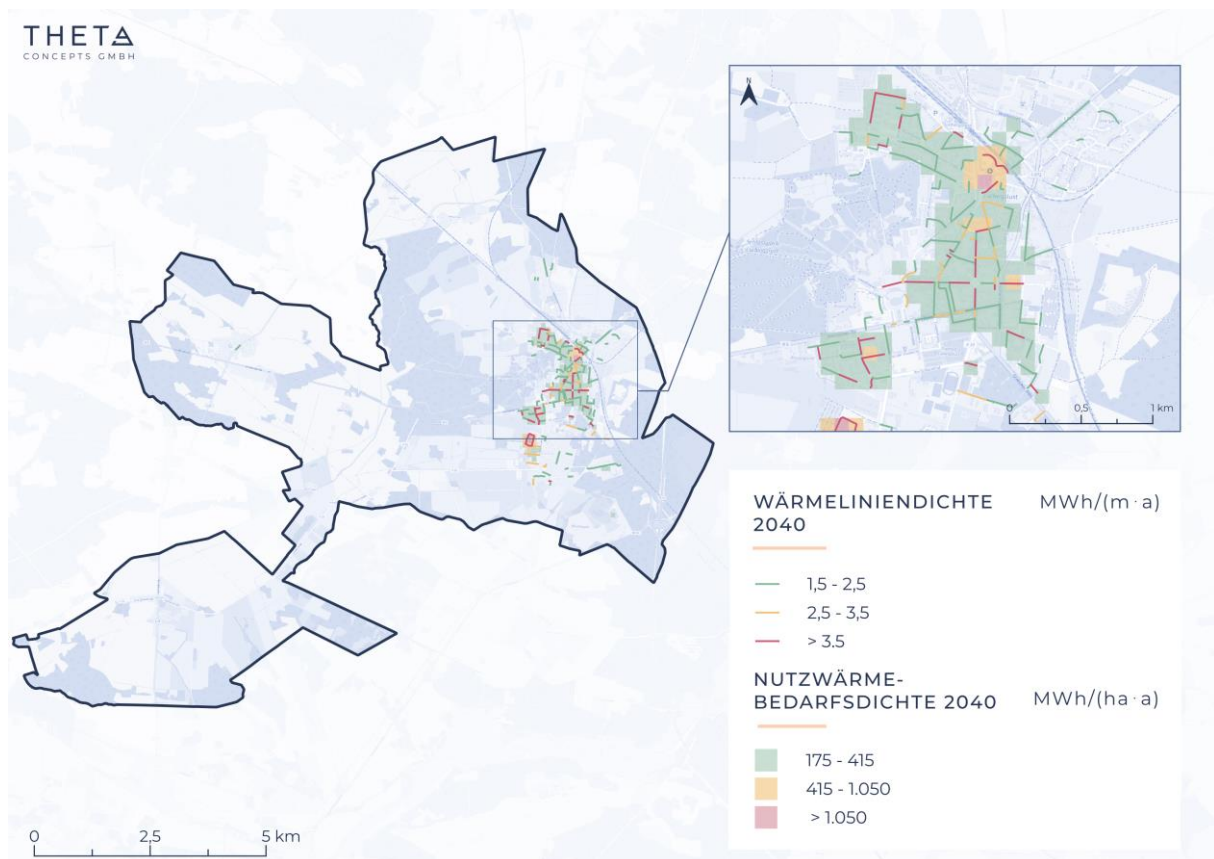 THETA
CONCEPTS GMBH
N
0 0,5 1 km
WÄRMELINIENDICHTE MWh/(m·a)
2040
1,5 - 2,5
2,5 - 3,5
> 3.5
NUTZWÄRME-
BEDARFSDICHTE 2040 MWh/(ha·a)
175 - 415
415 - 1.050
> 1.050
0 2,5 5 km